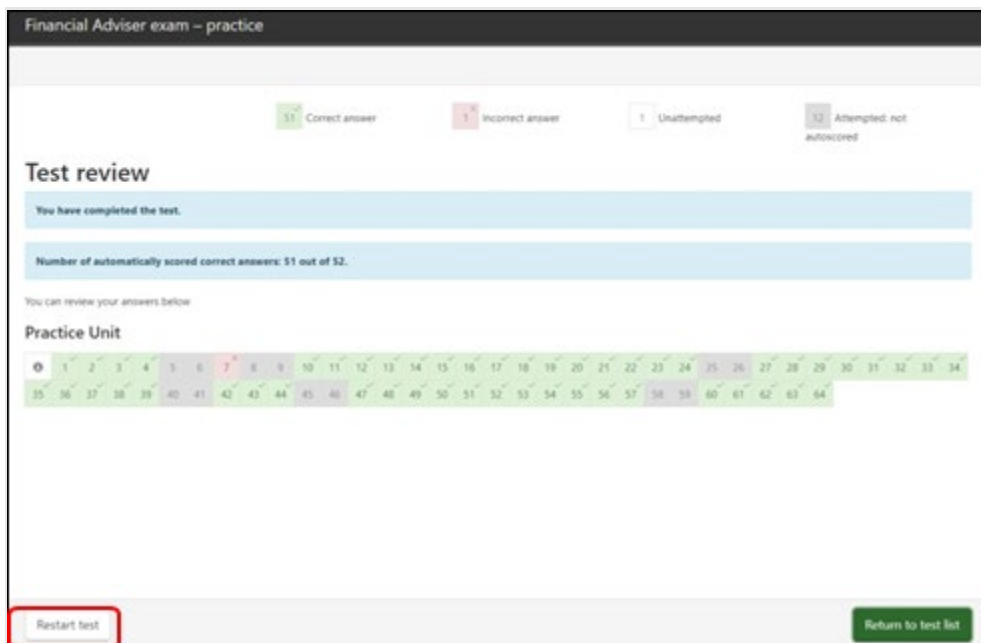 Financial Adviser exam – practice
51 Correct answer
1 Incorrect answer
1 Unattempted
12 Attempted: not
autoscored
Test review
You have completed the test.
Number of automatically scored correct answers: 51 out of 52.
You can review your answers below
Practice Unit
1 2 3 4 5 6 7 8 9 10 11 12 13 14 15 16 17 18 19 20 21 22 23 24 25 26 27 28 29 30 31 32 33 34
35 36 37 38 39 40 41 42 43 44 45 46 47 48 49 50 51 52 53 54 55 56 57 58 59 60 61 62 63 64
Restart test
Return to test list